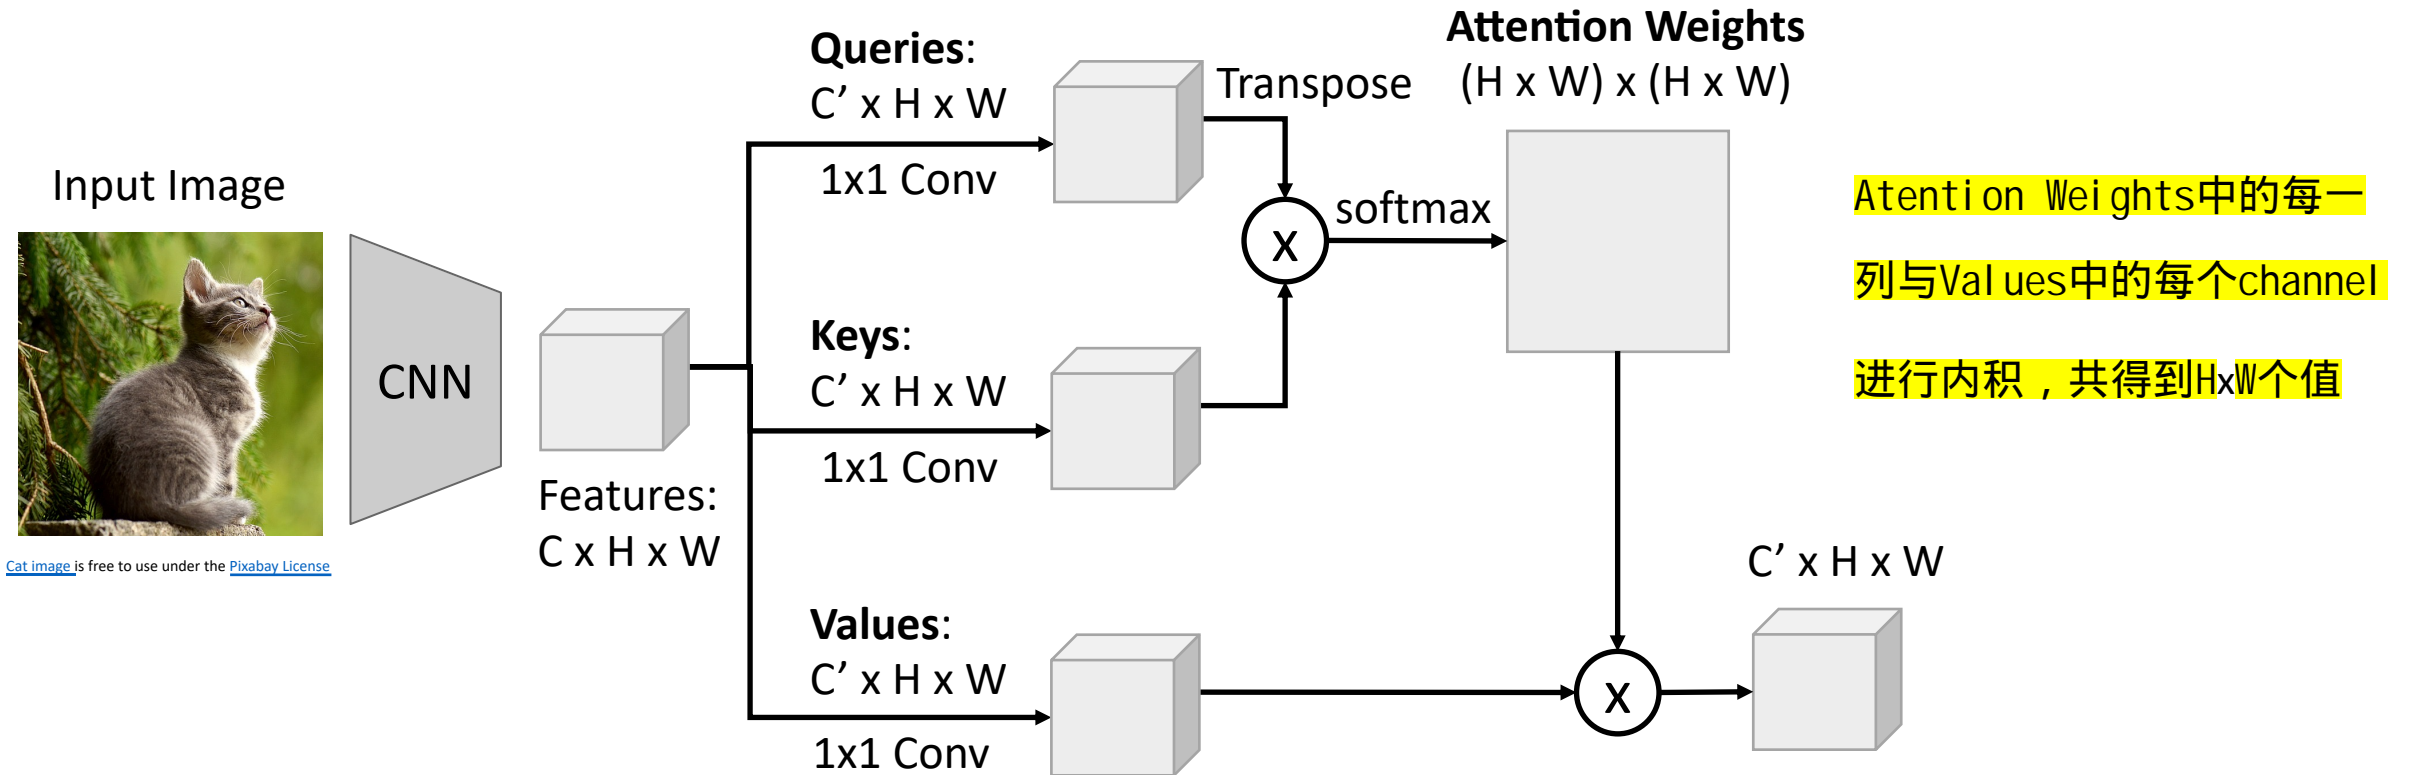 Input Image
Cat image is free to use under the Pixabay License
CNN
Features:
C x H x W
Queries:
C’ x H x W
1x1 Conv
Keys:
C’ x H x W
1x1 Conv
Values:
C’ x H x W
1x1 Conv
Transpose
X
softmax
Attention Weights
(H x W) x (H x W)
X
C’ x H x W
Atention Weights中的每一
列与Values中的每个channel
进行内积，共得到HxW个值